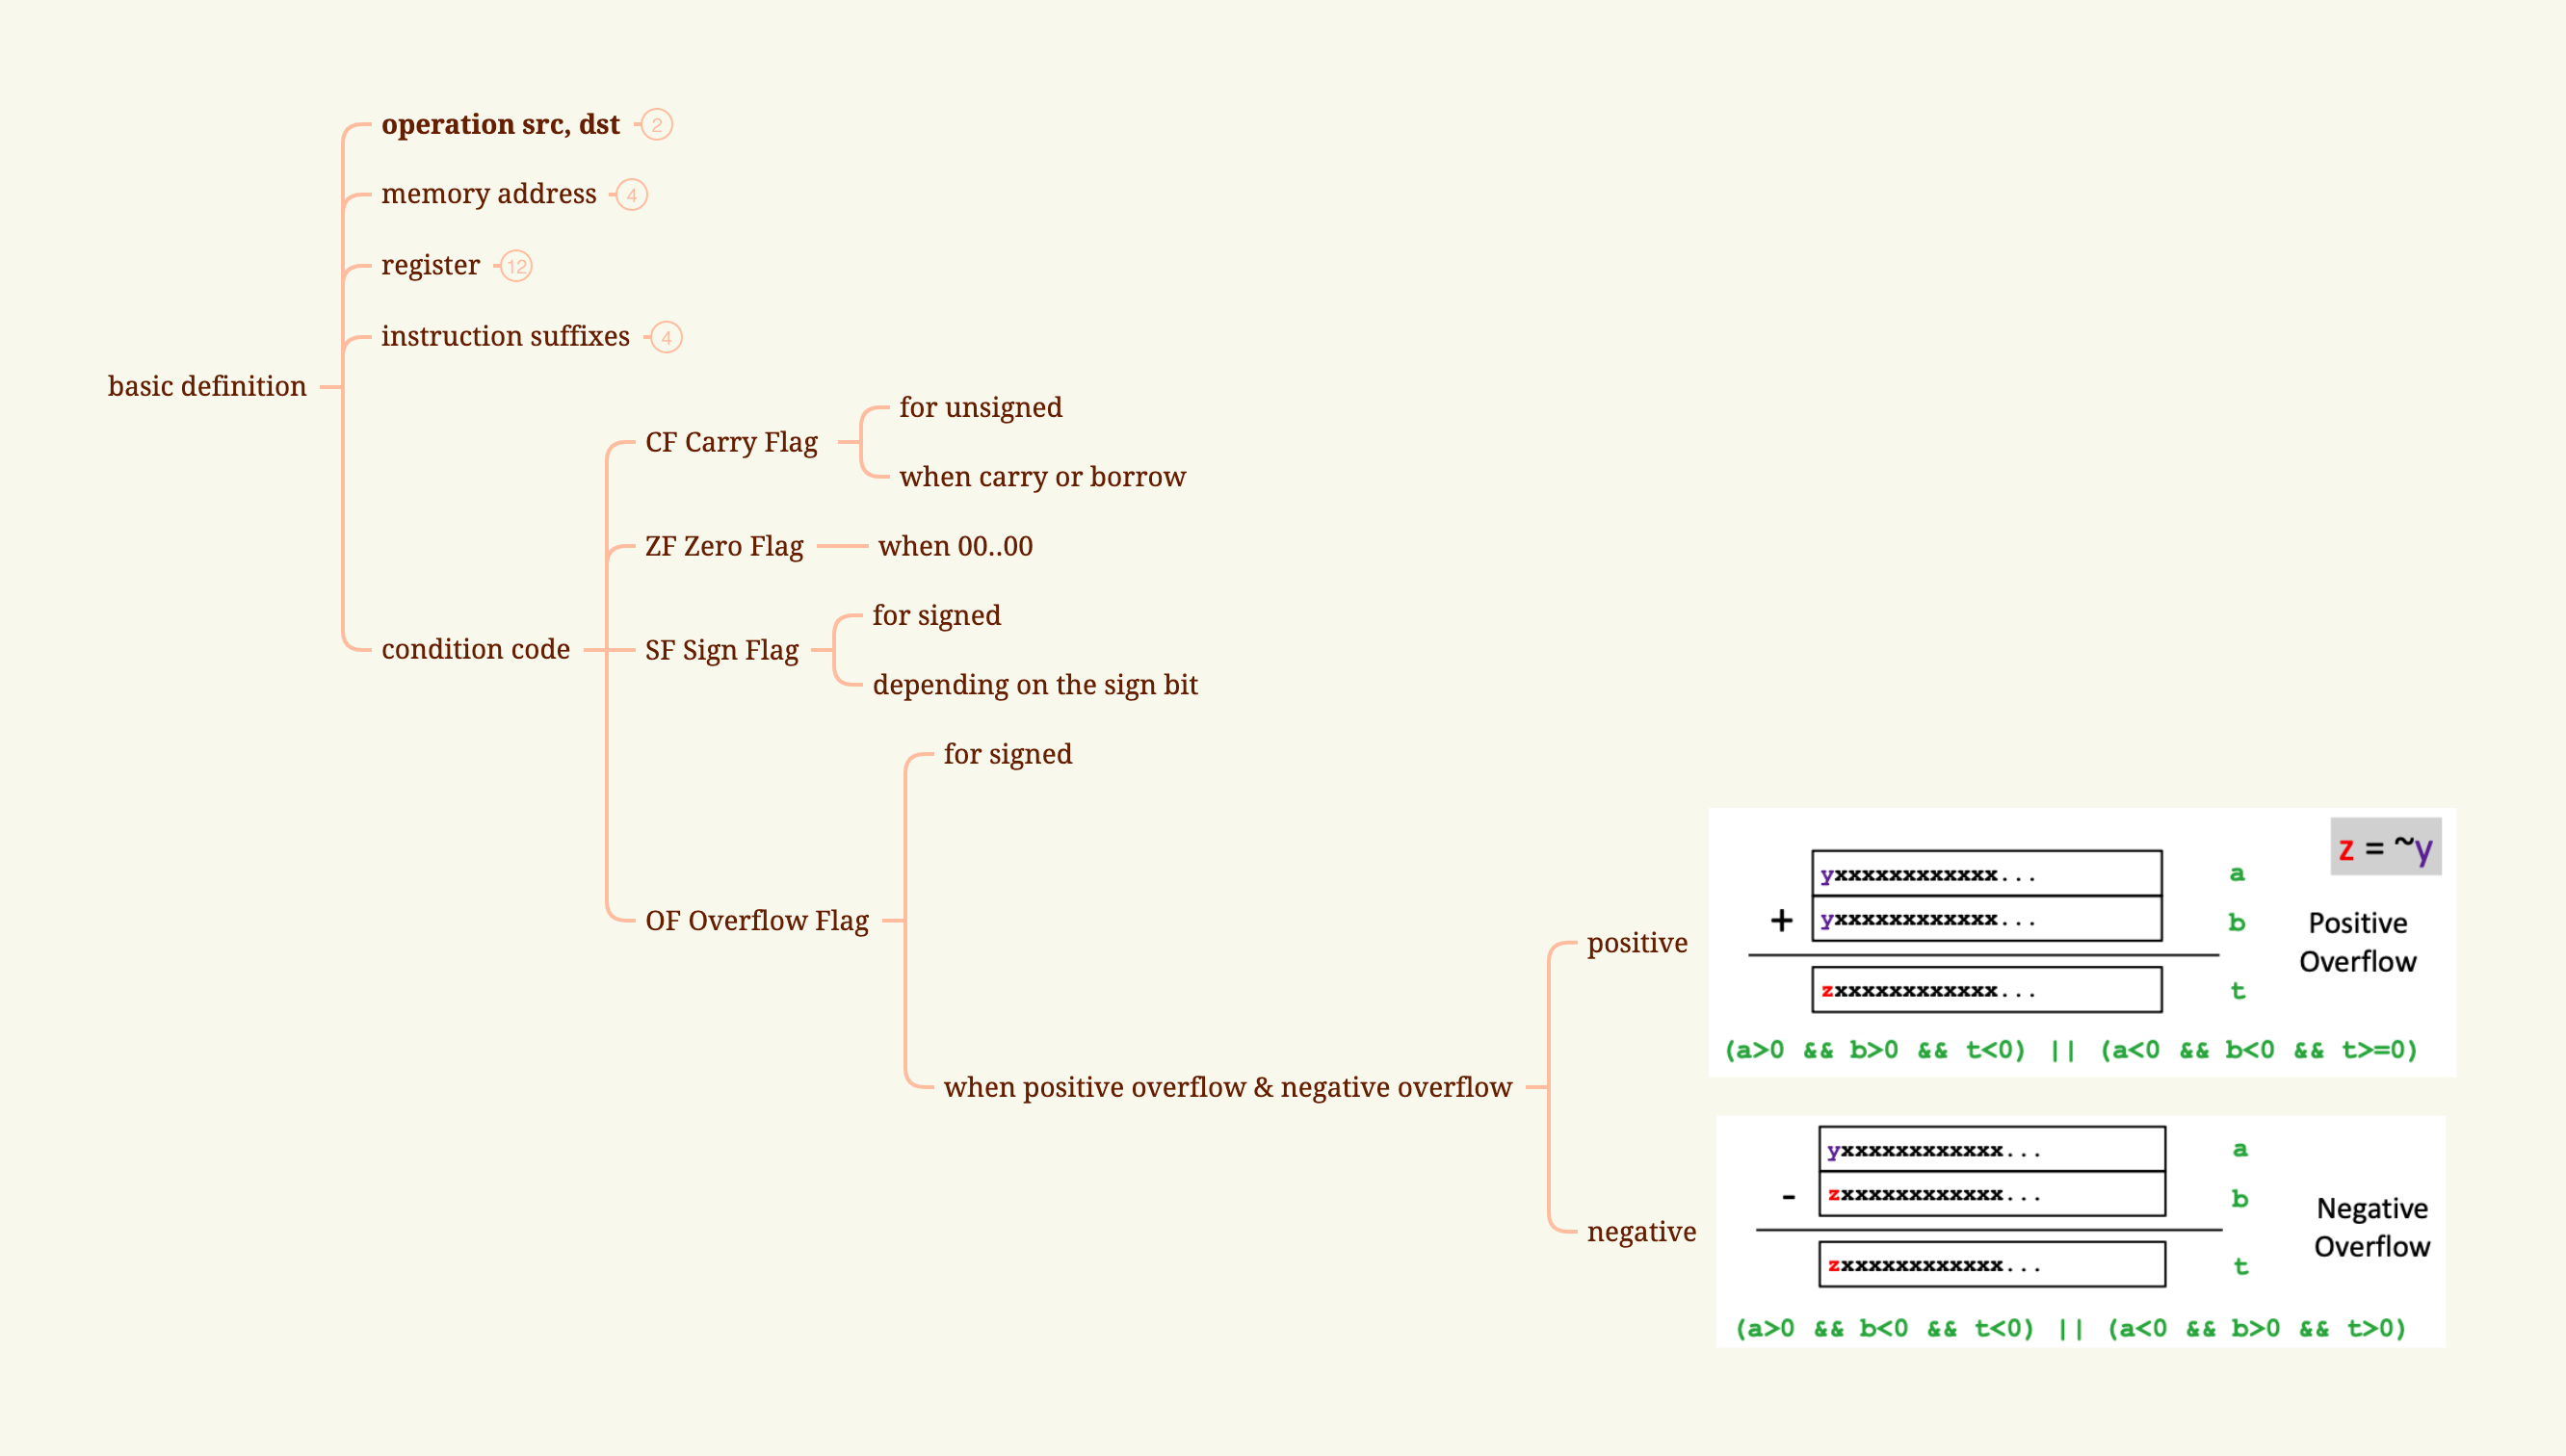 operation src, dst 2
memory address 4
register 12
instruction suffixes 4
basic definition
condition code
CF Carry Flag
for unsigned
when carry or borrow
ZF Zero Flag
when 00..00
SF Sign Flag
for signed
depending on the sign bit
OF Overflow Flag
for signed
when positive overflow & negative overflow
positive
z = ~y
yxxxxxxxxxxxx... a
+ yxxxxxxxxxxxx... b
Positive
Overflow
zxxxxxxxxxxxx... t
(a>0 && b>0 && t<0) || (a<0 && b<0 && t>=0)
negative
yxxxxxxxxxxxx... a
- zxxxxxxxxxxxx... b
Negative
Overflow
zxxxxxxxxxxxx... t
(a>0 && b<0 && t<0) || (a<0 && b>0 && t>0)